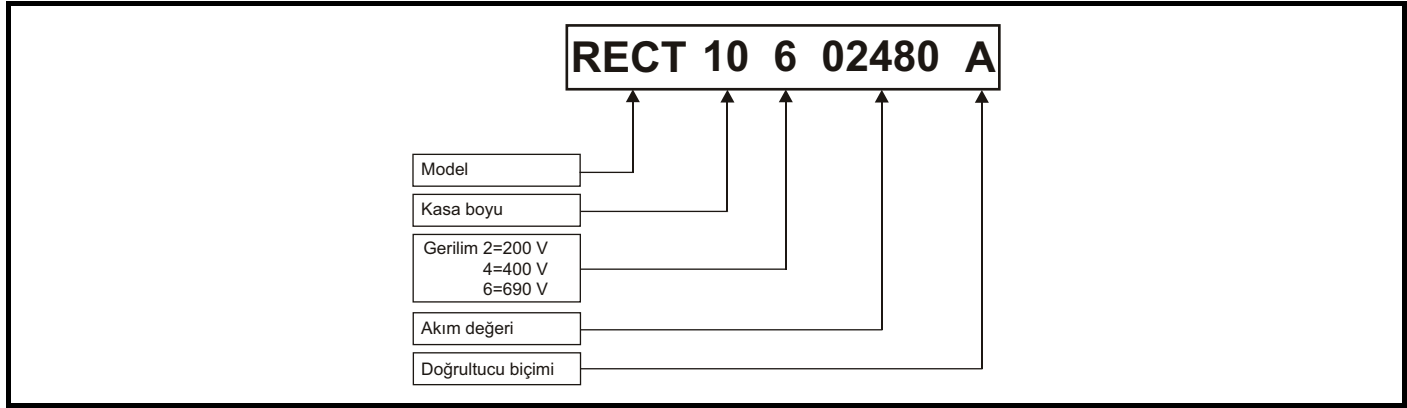 RECT 10 6 02480 A
Model
Kasa boyu
Gerilim 2=200 V
4=400 V
6=690 V
Akım değeri
Doğrultucu biçimi